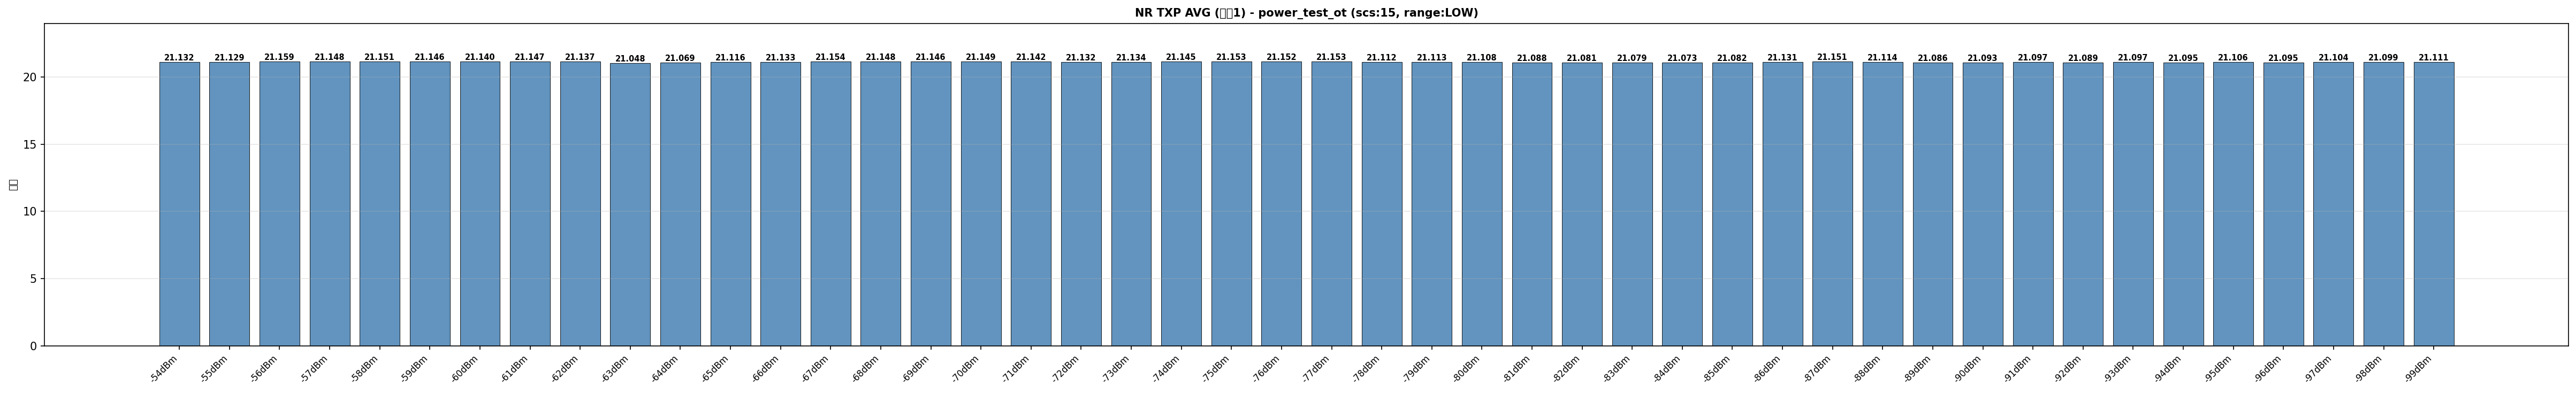 NR TXP AVG (▯▯1) - power_test_ot (scs:15, range:LOW)
21.132 21.129 21.159 21.148 21.151 21.146 21.140 21.147 21.137 21.048 21.069 21.116 21.133 21.154 21.148 21.146 21.149 21.142 21.132 21.134 21.145 21.153 21.152 21.153 21.112 21.113 21.108 21.088 21.081 21.079 21.073 21.082 21.131 21.151 21.114 21.086 21.093 21.097 21.089 21.097 21.095 21.106 21.095 21.104 21.099 21.111
20
15
▯▯
10
5
0
-54dBm -55dBm -56dBm -57dBm -58dBm -59dBm -60dBm -61dBm -62dBm -63dBm -64dBm -65dBm -66dBm -67dBm -68dBm -69dBm -70dBm -71dBm -72dBm -73dBm -74dBm -75dBm -76dBm -77dBm -78dBm -79dBm -80dBm -81dBm -82dBm -83dBm -84dBm -85dBm -86dBm -87dBm -88dBm -89dBm -90dBm -91dBm -92dBm -93dBm -94dBm -95dBm -96dBm -97dBm -98dBm -99dBm